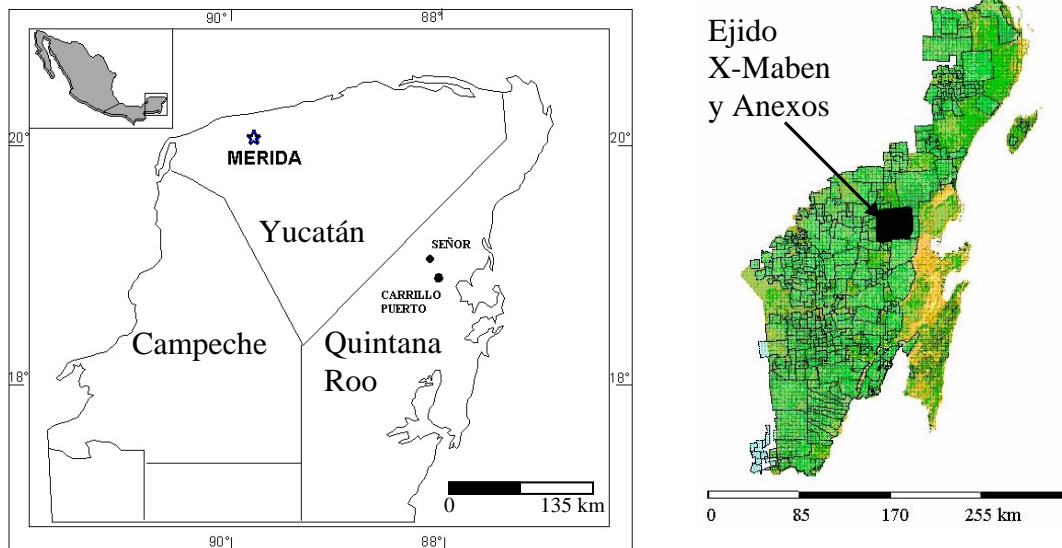 90°
88°
20°
MERIDA
Yucatán
SEÑOR
CARRILLO
PUERTO
Campeche
Quintana
Roo
18°
0
135 km
90°
88°
Ejido
X-Maben
y Anexos
20°
18°
0
85
170
255 km